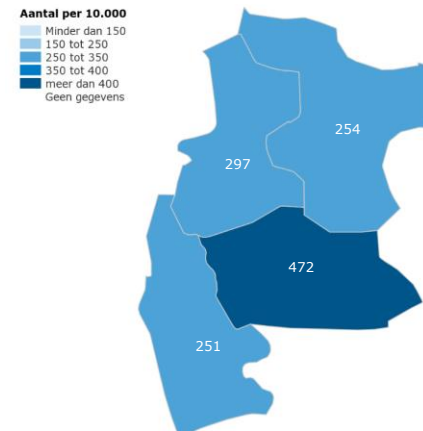 Aantal per 10.000
Minder dan 150
150 tot 250
250 tot 350
350 tot 400
meer dan 400
Geen gegevens
254
297
472
251